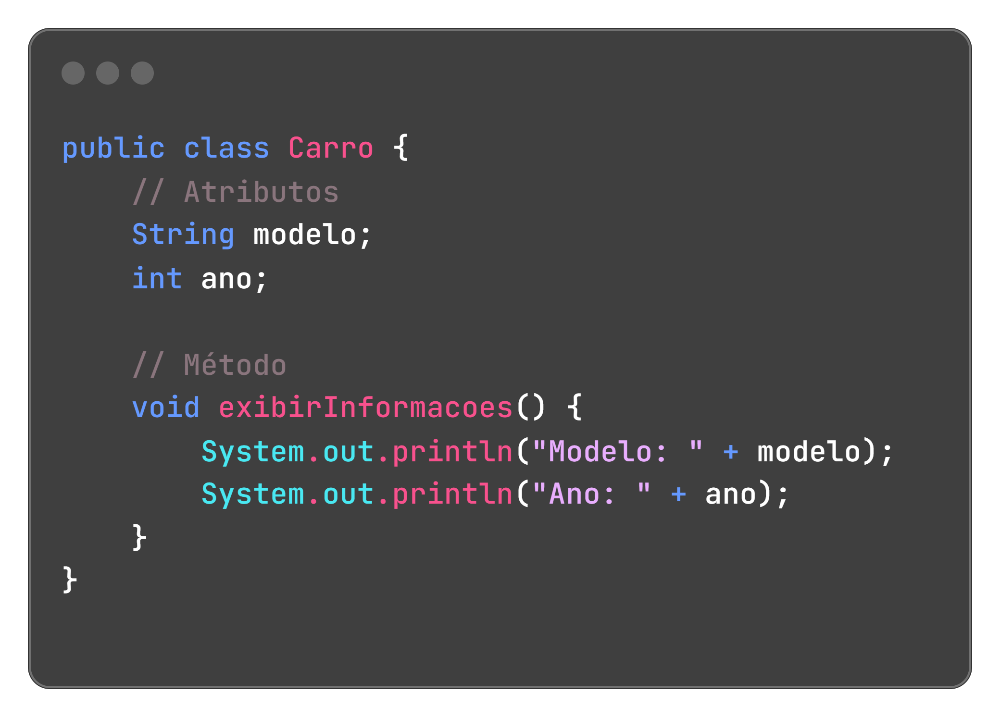 public class Carro {
    // Atributos
    String modelo;
    int ano;

    // Método
    void exibirInformacoes() {
        System.out.println("Modelo: " + modelo);
        System.out.println("Ano: " + ano);
    }
}